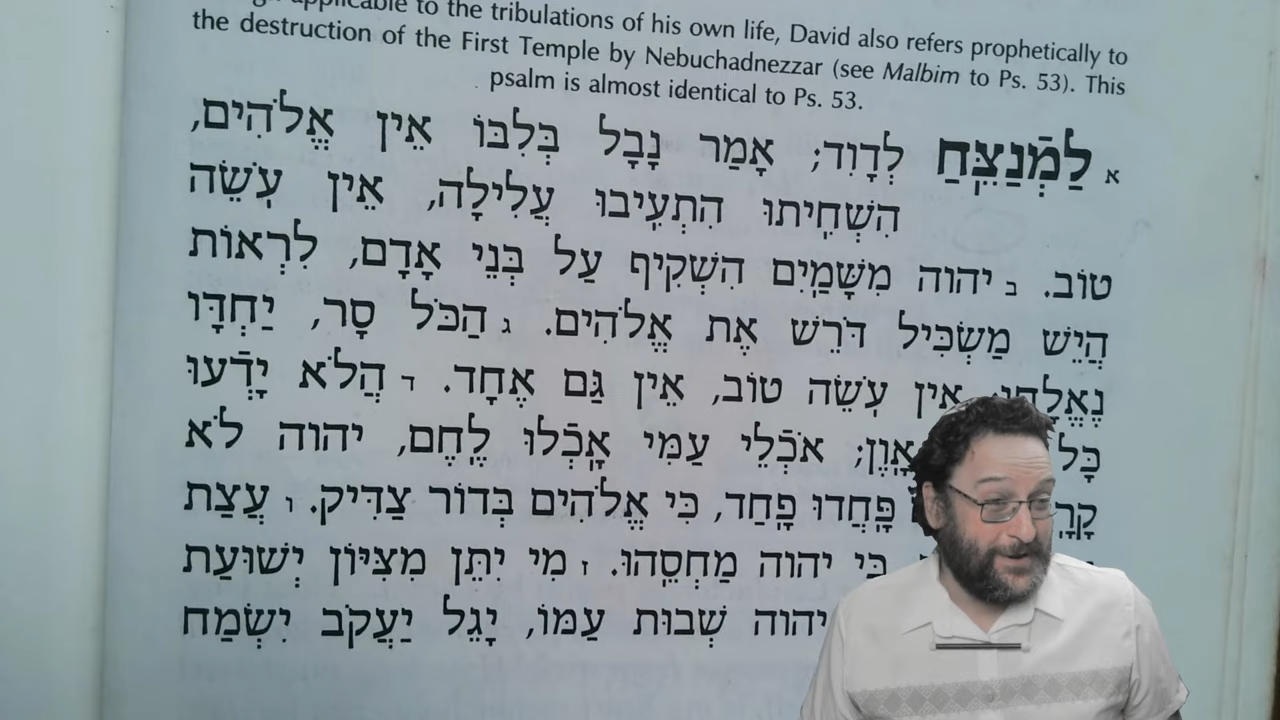 applicable to the tribulations of his own life, David also refers prophetically to
the destruction of the First Temple by Nebuchadnezzar (see Malbim to Ps. 53). This
psalm is almost identical to Ps. 53.
א לַמְנַצֵּחַ לְדָוִד; אָמַר נָבָל בְּלִבּוֹ אֵין אֱלֹהִים,
הִשְׁחִיתוּ הִתְעִיבוּ עֲלִילָה, אֵין עֹשֵׂה
טוֹב. ב יהוה מִשָּׁמַיִם הִשְׁקִיף עַל בְּנֵי אָדָם, לִרְאוֹת
הֲיֵשׁ מַשְׂכִּיל דֹּרֵשׁ אֶת אֱלֹהִים. ג הַכֹּל סָר, יַחְדָּו
נֶאֱלָחוּ, אֵין עֹשֵׂה טוֹב, אֵין גַּם אֶחָד. ד הֲלֹא יָדְעוּ
כָּל אָוֶן; אֹכְלֵי עַמִּי אָכְלוּ לֶחֶם, יהוה לֹא
פָּחֲדוּ פָחַד, כִּי אֱלֹהִים בְּדוֹר צַדִּיק. ו עֲצַת
כִּי יהוה מַחְסֵהוּ. ז מִי יִתֵּן מִצִּיּוֹן יְשׁוּעַת
יהוה שְׁבוּת עַמּוֹ, יָגֵל יַעֲקֹב יִשְׂמַח